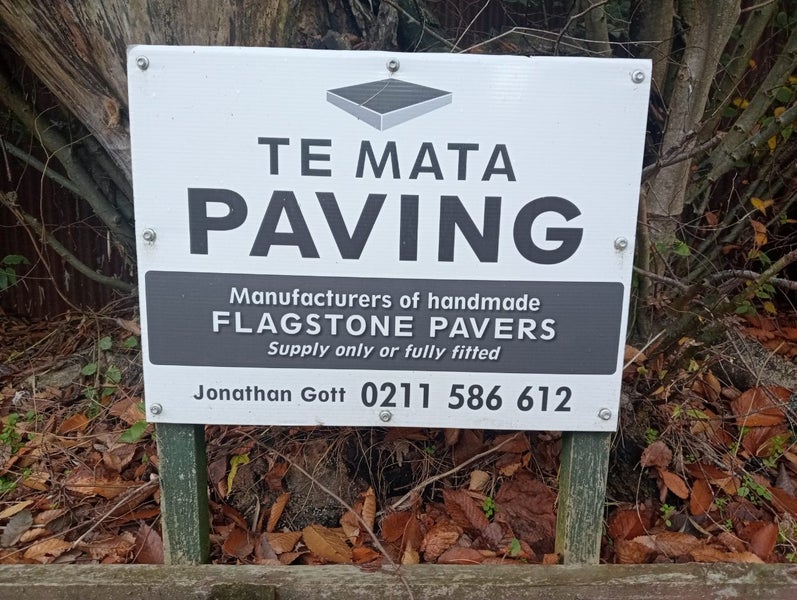 TE MATA
PAVING
Manufacturers of handmade
FLAGSTONE PAVERS
Supply only or fully fitted
Jonathan Gott 0211 586 612